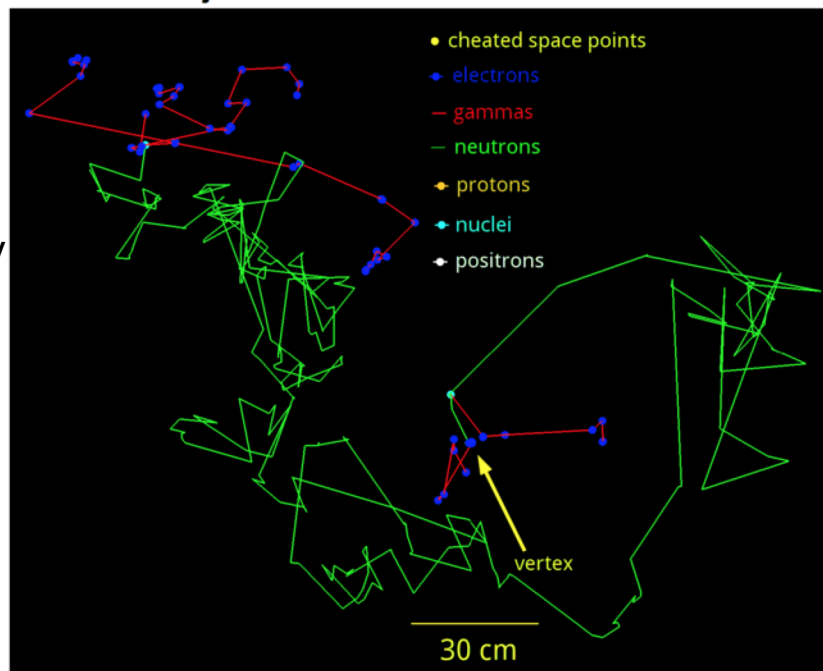 cheated space points
electrons
gammas
neutrons
protons
nuclei
positrons
vertex
30 cm